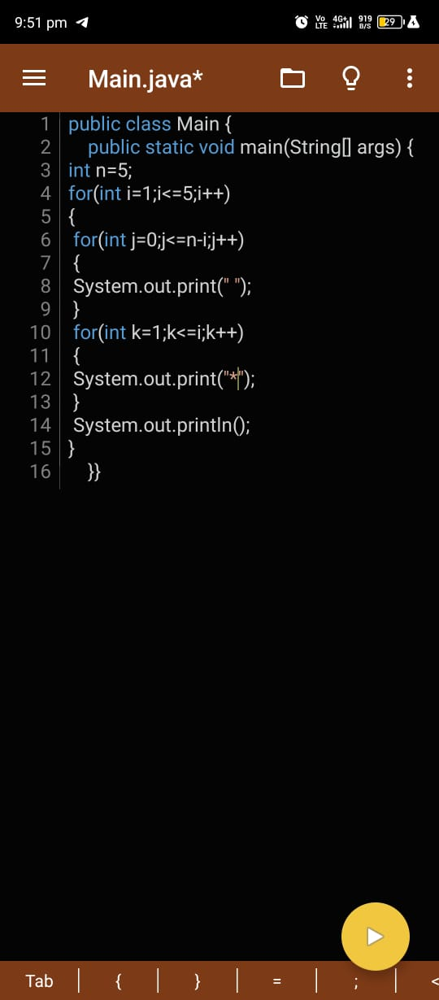 9:51 pm Vo LTE 4G+ 919 B/S 29
Main.java*
1 public class Main {
2 public static void main(String[] args) {
3 int n=5;
4 for(int i=1;i<=5;i++)
5 {
6 for(int j=0;j<=n-i;j++)
7 {
8 System.out.print(" ");
9 }
10 for(int k=1;k<=i;k++)
11 {
12 System.out.print("*");
13 }
14 System.out.println();
15 }
16 }}
Tab { } = ; <